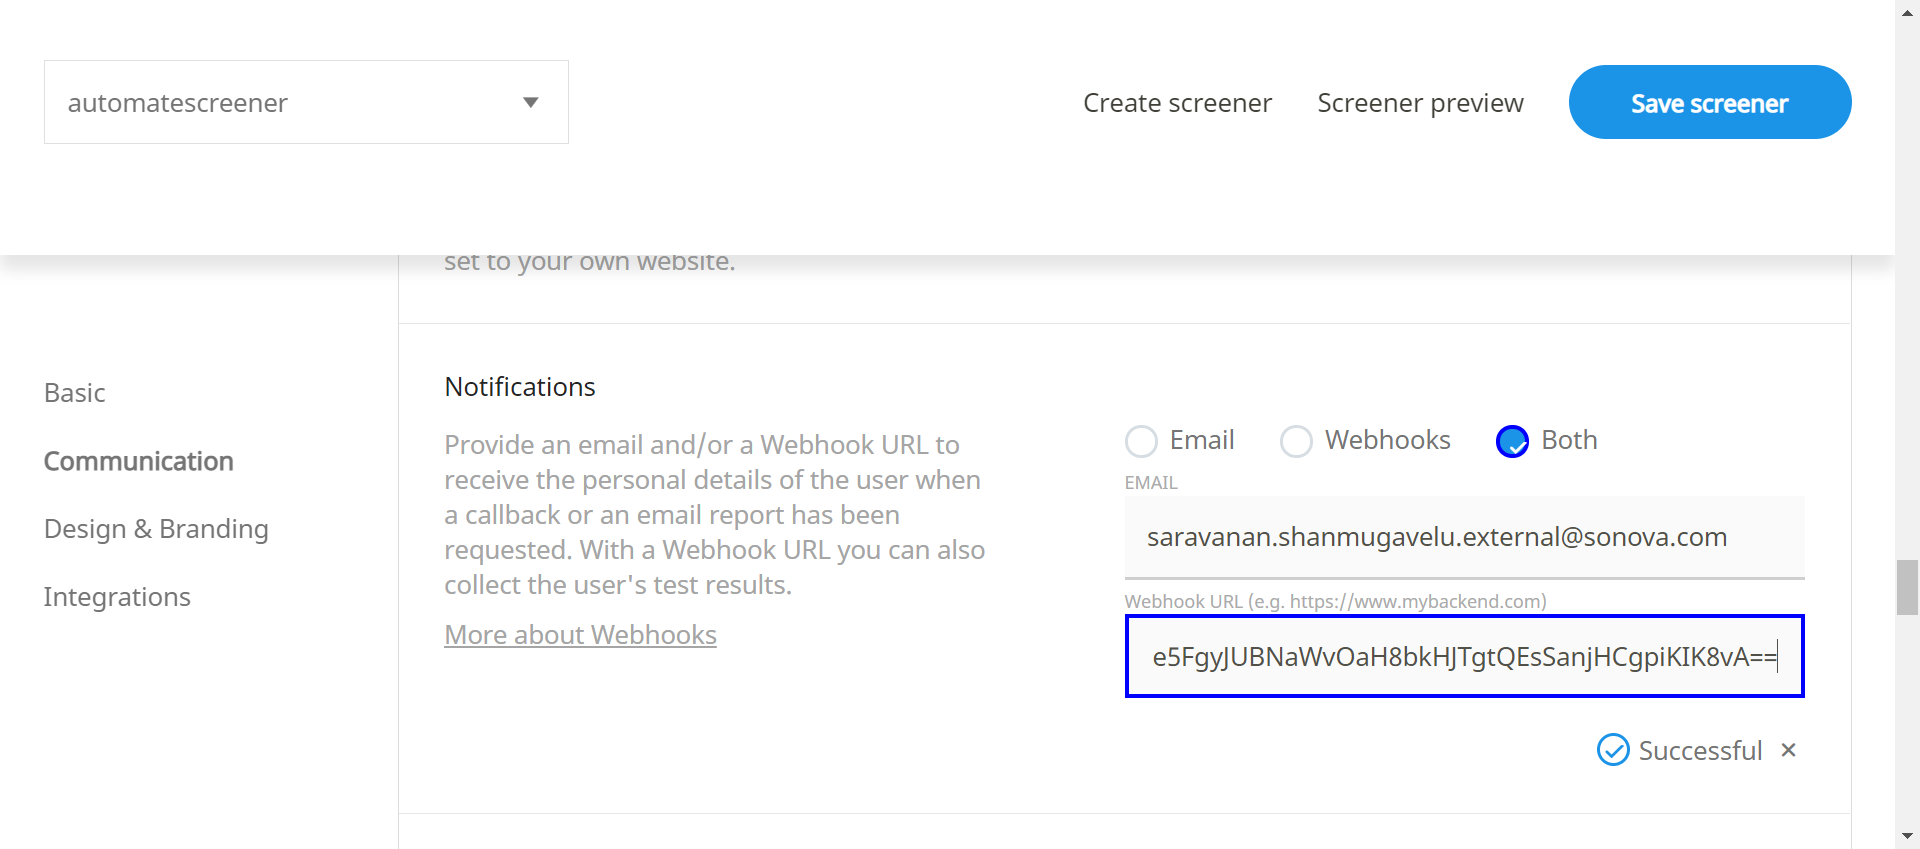 automatescreener
Create screener
Screener preview
Save screener
set to your own website.
Basic
Communication
Design & Branding
Integrations
Notifications
Provide an email and/or a Webhook URL to
receive the personal details of the user when
a callback or an email report has been
requested. With a Webhook URL you can also
collect the user's test results.
More about Webhooks
Email
Webhooks
Both
EMAIL
saravanan.shanmugavelu.external@sonova.com
Webhook URL (e.g. https://www.mybackend.com)
e5FgyJUBNaWvOaH8bkHJTgtQEsSanjHCgpiKIK8vA==
Successful